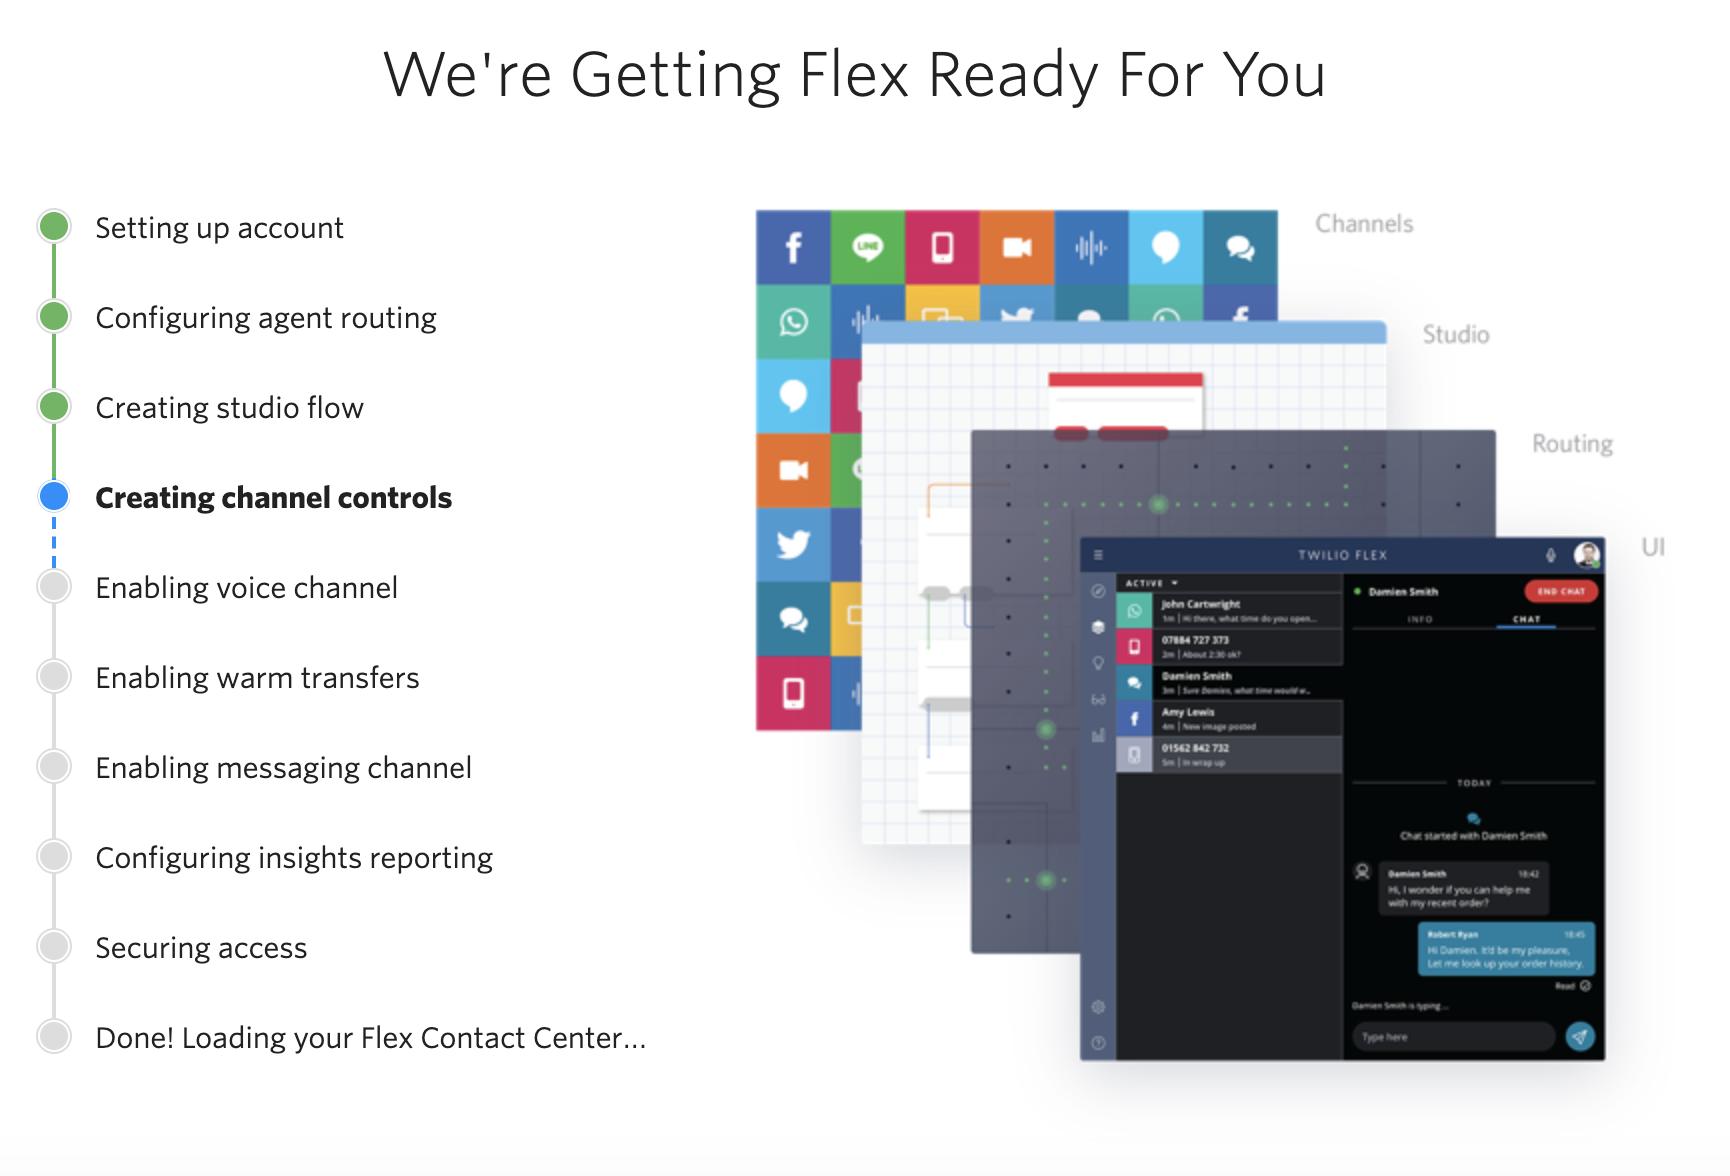 We're Getting Flex Ready For You
Setting up account
Configuring agent routing
Creating studio flow
Creating channel controls
Enabling voice channel
Enabling warm transfers
Enabling messaging channel
Configuring insights reporting
Securing access
Done! Loading your Flex Contact Center...
Channels
LINE
Studio
Routing
UI
TWILIO FLEX
ACTIVE
John Cartwright
1m | Hi there, what time do you open...
07884 727 373
2m | About 2:30 ok?
Damien Smith
3m | Sure Damien, what time would w...
Amy Lewis
4m | New image posted
01562 842 732
5m | In wrap up
Damien Smith
END CHAT
INFO
CHAT
TODAY
Chat started with Damien Smith
Damien Smith 18:42
Hi, I wonder if you can help me
with my recent order?
Robert Ryan 18:45
Hi Damien. It'd be my pleasure,
Let me look up your order history.
Read
Damien Smith is typing...
Type here